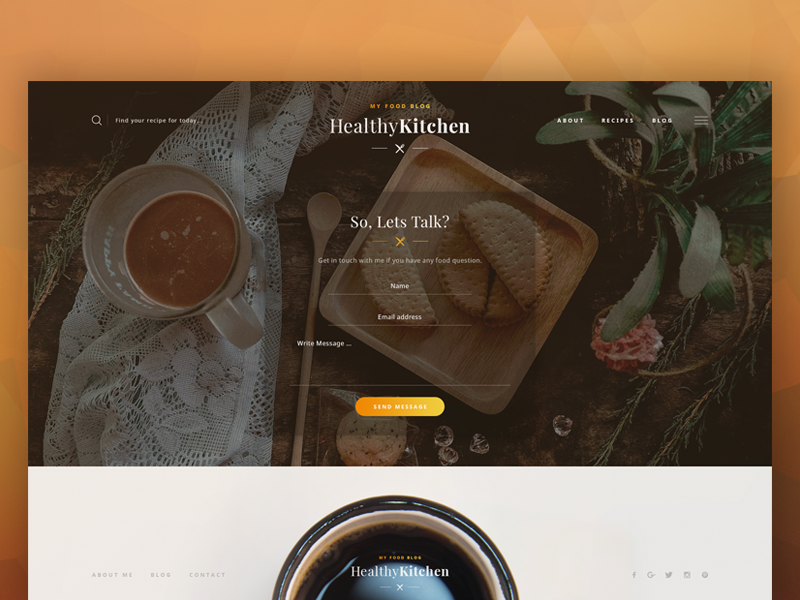 MY FOOD BLOG
Find your recipe for today..
HealthyKitchen
ABOUT RECIPES BLOG
So, Lets Talk?
Get in touch with me if you have any food question.
Name
Email address
Write Message ...
SEND MESSAGE
MY FOOD BLOG
HealthyKitchen
ABOUT ME BLOG CONTACT